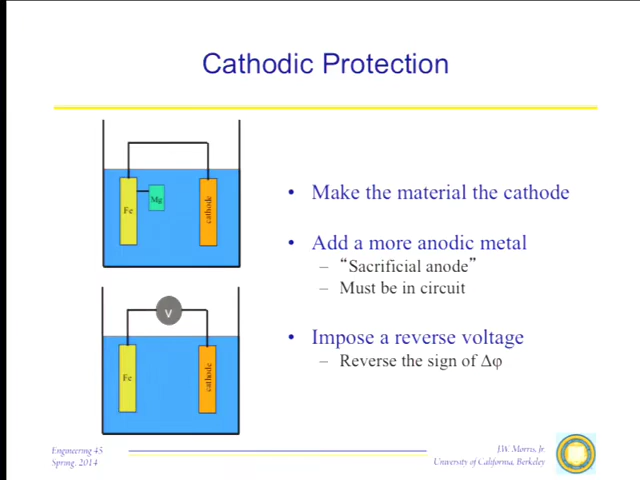 Cathodic Protection
Fe
Mg
cathode
• Make the material the cathode
• Add a more anodic metal
– “Sacrificial anode”
– Must be in circuit
V
Fe
cathode
• Impose a reverse voltage
– Reverse the sign of Δφ
Engineering 45
Spring, 2014
J.W. Morris, Jr.
University of California, Berkeley